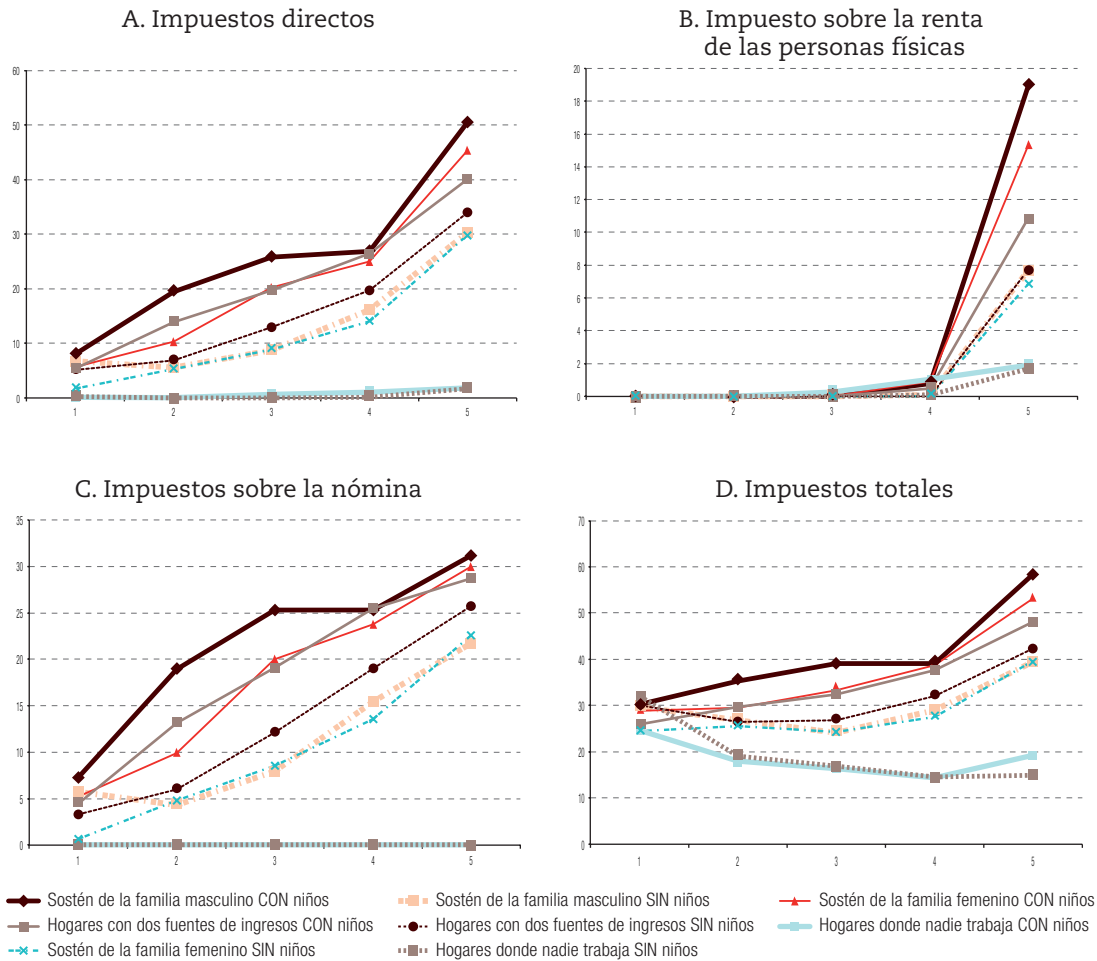 A. Impuestos directos
60
50
40
30
20
10
0
1 2 3 4 5
B. Impuesto sobre la renta
de las personas físicas
20
18
16
14
12
10
8
6
4
2
0
1 2 3 4 5
C. Impuestos sobre la nómina
35
30
25
20
15
10
5
0
1 2 3 4 5
D. Impuestos totales
70
60
50
40
30
20
10
0
1 2 3 4 5
Sostén de la familia masculino CON niños
Sostén de la familia masculino SIN niños
Sostén de la familia femenino CON niños
Hogares con dos fuentes de ingresos CON niños
Hogares con dos fuentes de ingresos SIN niños
Hogares donde nadie trabaja CON niños
Sostén de la familia femenino SIN niños
Hogares donde nadie trabaja SIN niños